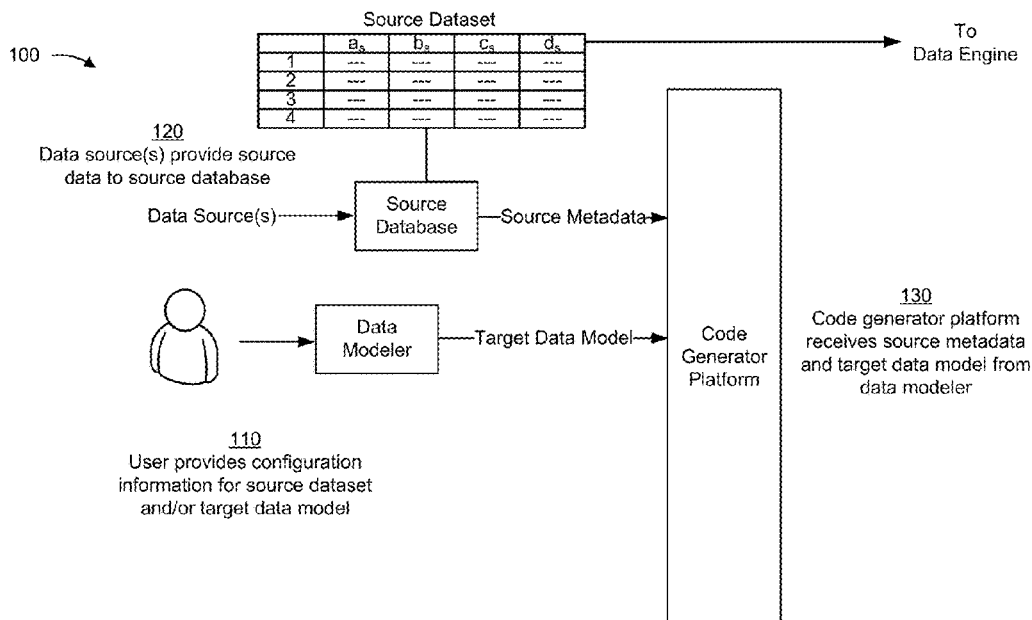 Source Dataset
aₛ bₛ cₛ dₛ
1 --- --- --- ---
2 --- --- --- ---
3 --- --- --- ---
4 --- --- --- ---
To
Data Engine
100
120
Data source(s) provide source
data to source database
Data Source(s)
Source
Database
Source Metadata
Data
Modeler
Target Data Model
Code
Generator
Platform
130
Code generator platform
receives source metadata
and target data model from
data modeler
110
User provides configuration
information for source dataset
and/or target data model